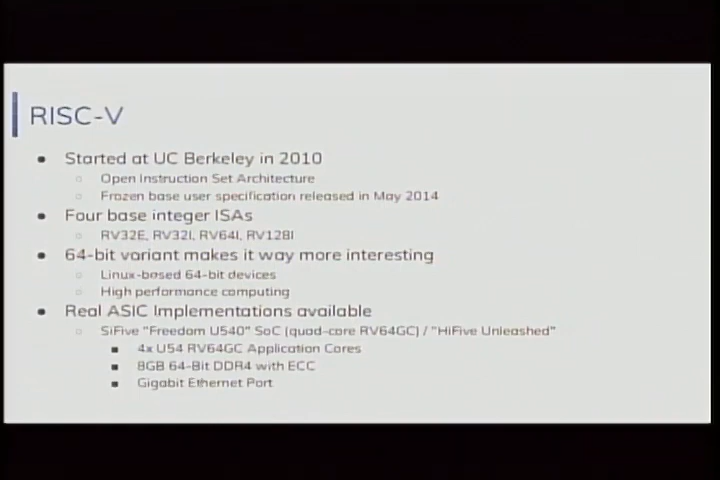 RISC-V
• Started at UC Berkeley in 2010
○ Open Instruction Set Architecture
○ Frozen base user specification released in May 2014
• Four base integer ISAs
○ RV32E, RV32I, RV64I, RV128I
• 64-bit variant makes it way more interesting
○ Linux-based 64-bit devices
○ High performance computing
• Real ASIC Implementations available
○ SiFive "Freedom U540" SoC (quad-core RV64GC) / "HiFive Unleashed"
■ 4x U54 RV64GC Application Cores
■ 8GB 64-Bit DDR4 with ECC
■ Gigabit Ethernet Port